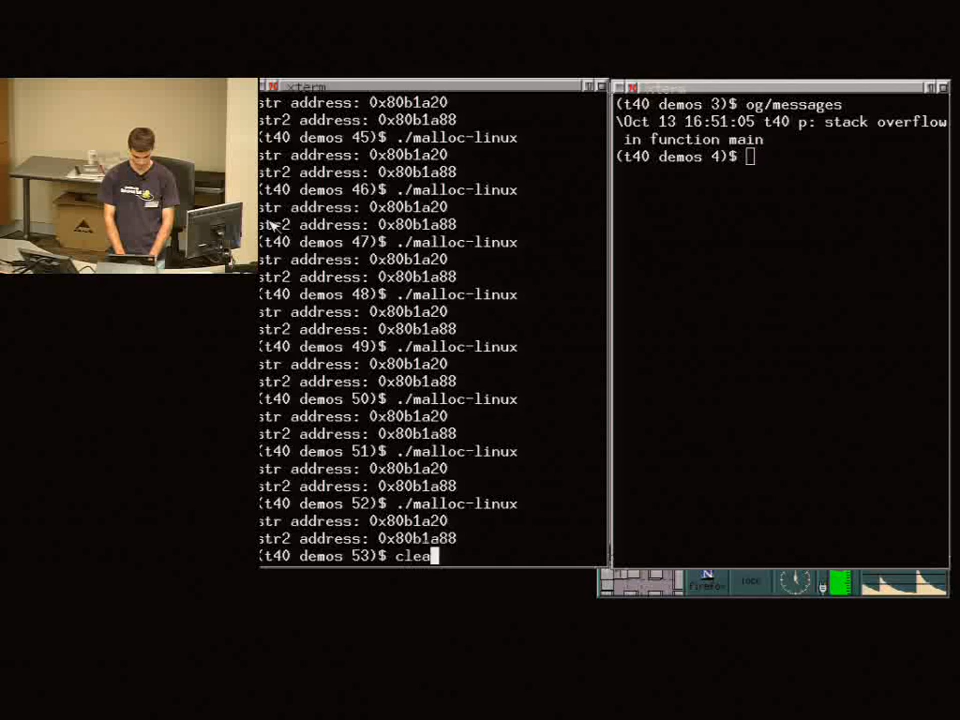 xterm
str address: 0x80b1a20
str2 address: 0x80b1a88
(t40 demos 45)$ ./malloc-linux
str address: 0x80b1a20
str2 address: 0x80b1a88
(t40 demos 46)$ ./malloc-linux
str address: 0x80b1a20
str2 address: 0x80b1a88
(t40 demos 47)$ ./malloc-linux
str address: 0x80b1a20
str2 address: 0x80b1a88
(t40 demos 48)$ ./malloc-linux
str address: 0x80b1a20
str2 address: 0x80b1a88
(t40 demos 49)$ ./malloc-linux
str address: 0x80b1a20
str2 address: 0x80b1a88
(t40 demos 50)$ ./malloc-linux
str address: 0x80b1a20
str2 address: 0x80b1a88
(t40 demos 51)$ ./malloc-linux
str address: 0x80b1a20
str2 address: 0x80b1a88
(t40 demos 52)$ ./malloc-linux
str address: 0x80b1a20
str2 address: 0x80b1a88
(t40 demos 53)$ clea
xterm
(t40 demos 3)$ og/messages
\Oct 13 16:51:05 t40 p: stack overflow
in function main
(t40 demos 4)$
firefox